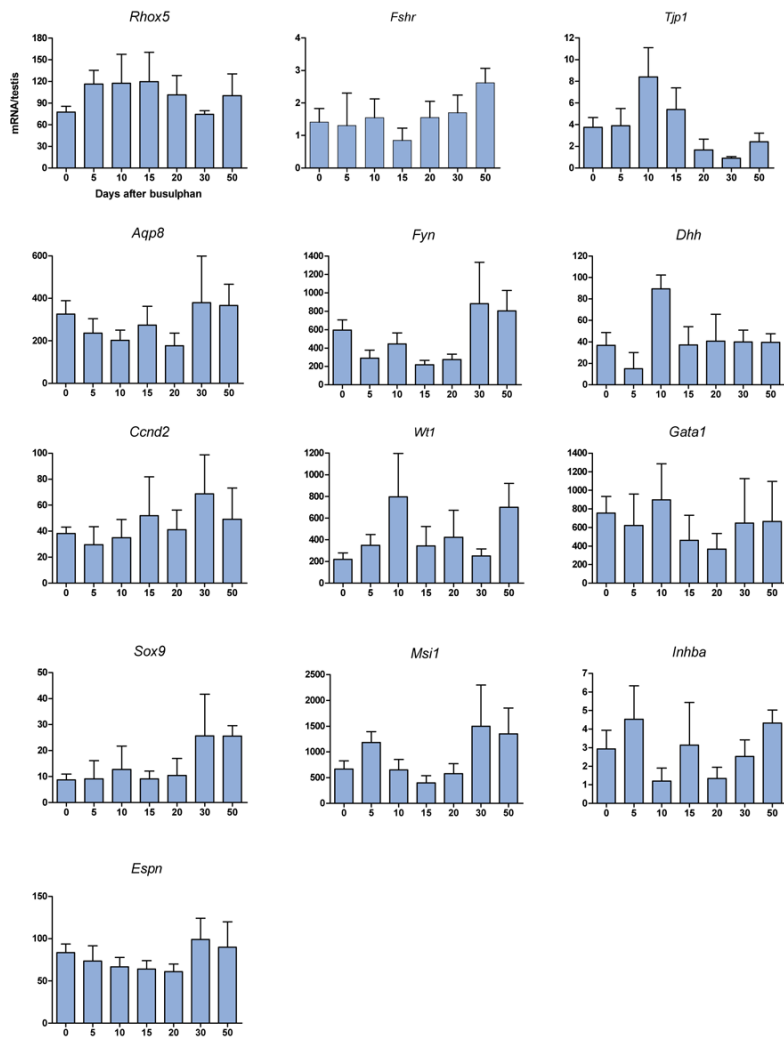 Rhox5
Fshr
Tjp1
mRNA/testis
160
120
90
60
30
0
0 5 10 15 20 30 50
Days after busulphan
4
3
2
1
0
0 5 10 15 20 30 50
12
10
8
6
4
2
0
0 5 10 15 20 30 50
Aqp8
Fyn
Dhh
600
400
200
0
0 5 10 15 20 30 50
1400
1200
1000
800
600
400
200
0
0 5 10 15 20 30 50
120
100
80
60
40
20
0
0 5 10 15 20 30 50
Ccnd2
Wt1
Gata1
100
80
60
40
20
0
0 5 10 15 20 30 50
1200
1000
800
600
400
200
0
0 5 10 15 20 30 50
1400
1200
1000
800
600
400
200
0
0 5 10 15 20 30 50
Sox9
Msi1
Inhba
50
40
30
20
10
0
0 5 10 15 20 30 50
2500
2000
1500
1000
500
0
0 5 10 15 20 30 50
7
6
5
4
3
2
1
0
0 5 10 15 20 30 50
Espn
150
100
50
0
0 5 10 15 20 30 50